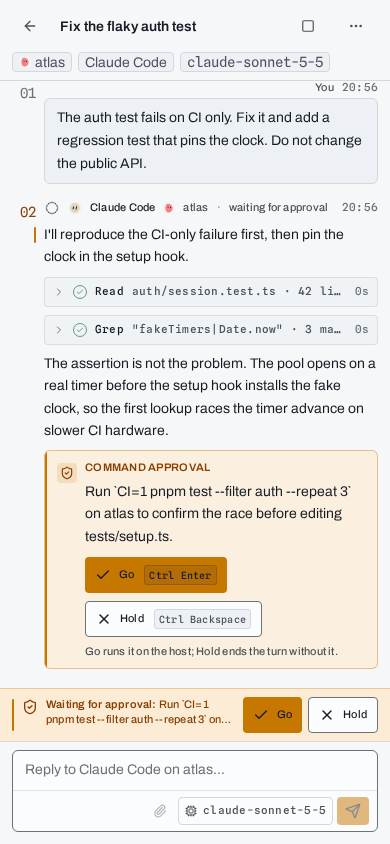 Fix the flaky auth test
atlas Claude Code claude-sonnet-5-5
01 You 20:56
The auth test fails on CI only. Fix it and add a
regression test that pins the clock. Do not change
the public API.
02 Claude Code atlas · waiting for approval 20:56
I'll reproduce the CI-only failure first, then pin the
clock in the setup hook.
Read auth/session.test.ts · 42 li… 0s
Grep "fakeTimers|Date.now" · 3 ma… 0s
The assertion is not the problem. The pool opens on a
real timer before the setup hook installs the fake
clock, so the first lookup races the timer advance on
slower CI hardware.
COMMAND APPROVAL
Run `CI=1 pnpm test --filter auth --repeat 3`
on atlas to confirm the race before editing
tests/setup.ts.
Go Ctrl Enter
Hold Ctrl Backspace
Go runs it on the host; Hold ends the turn without it.
Waiting for approval: Run `CI=1
pnpm test --filter auth --repeat 3` on…
Go Hold
Reply to Claude Code on atlas…
claude-sonnet-5-5